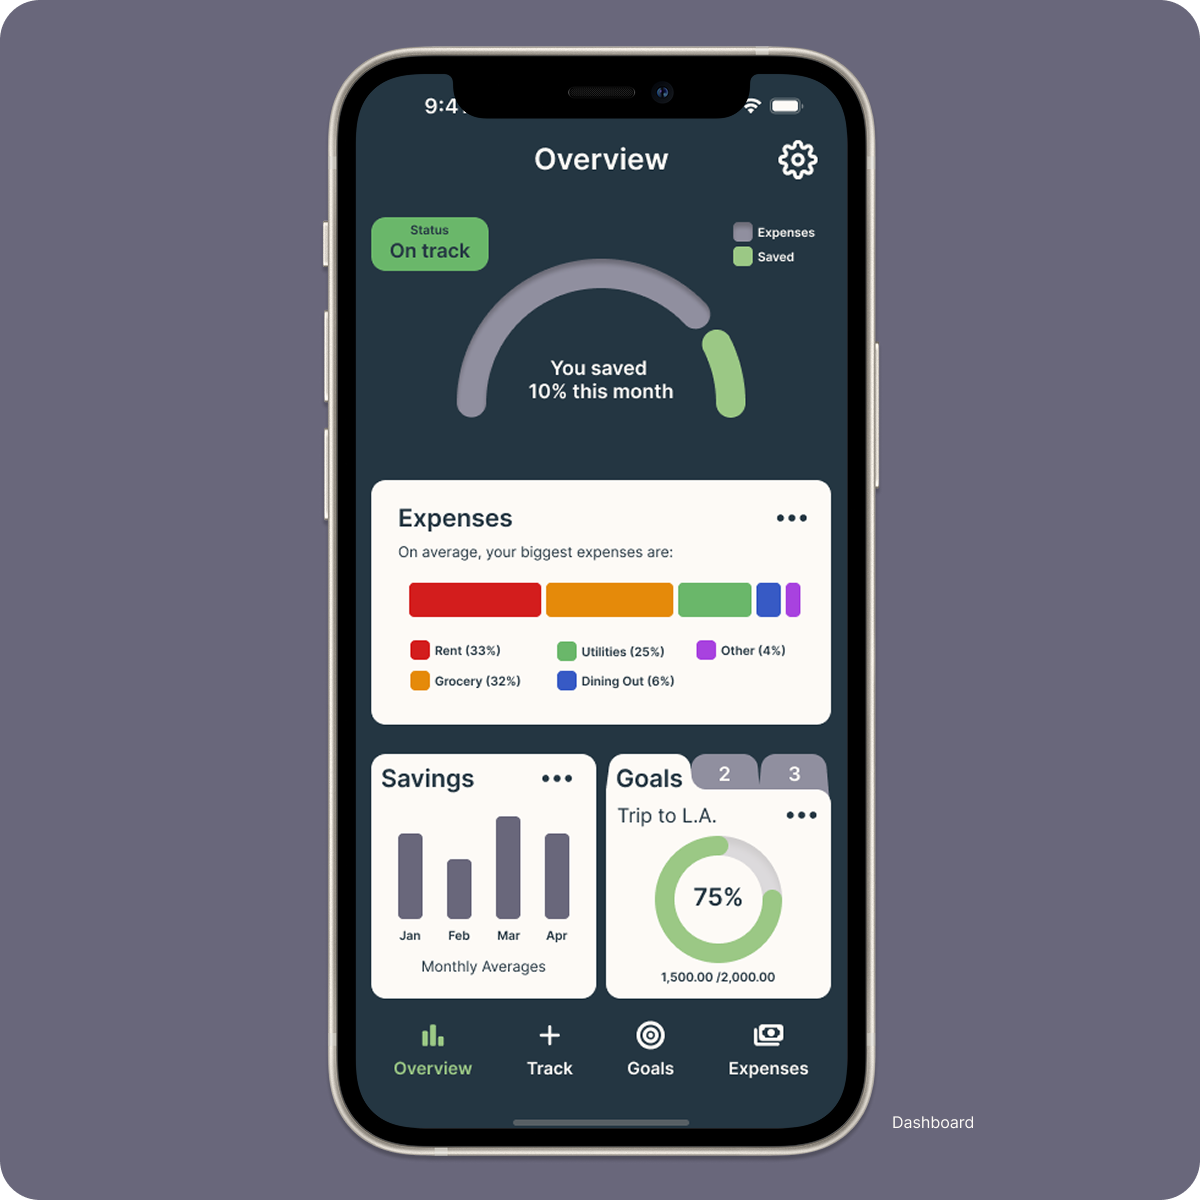 Overview
Status
On track
Expenses
Saved
You saved
10% this month
Expenses
On average, your biggest expenses are:
Rent (33%)
Utilities (25%)
Other (4%)
Grocery (32%)
Dining Out (6%)
Savings
Jan
Feb
Mar
Apr
Monthly Averages
Goals
2
3
Trip to L.A.
75%
1,500.00 /2,000.00
Overview
Track
Goals
Expenses
Dashboard